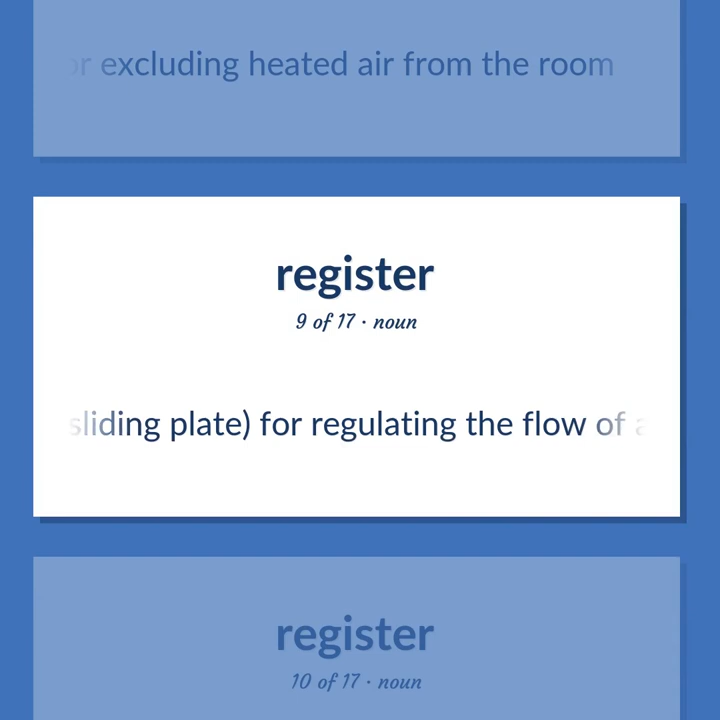 or excluding heated air from the room
register
9 of 17 · noun
sliding plate) for regulating the flow of
register
10 of 17 · noun